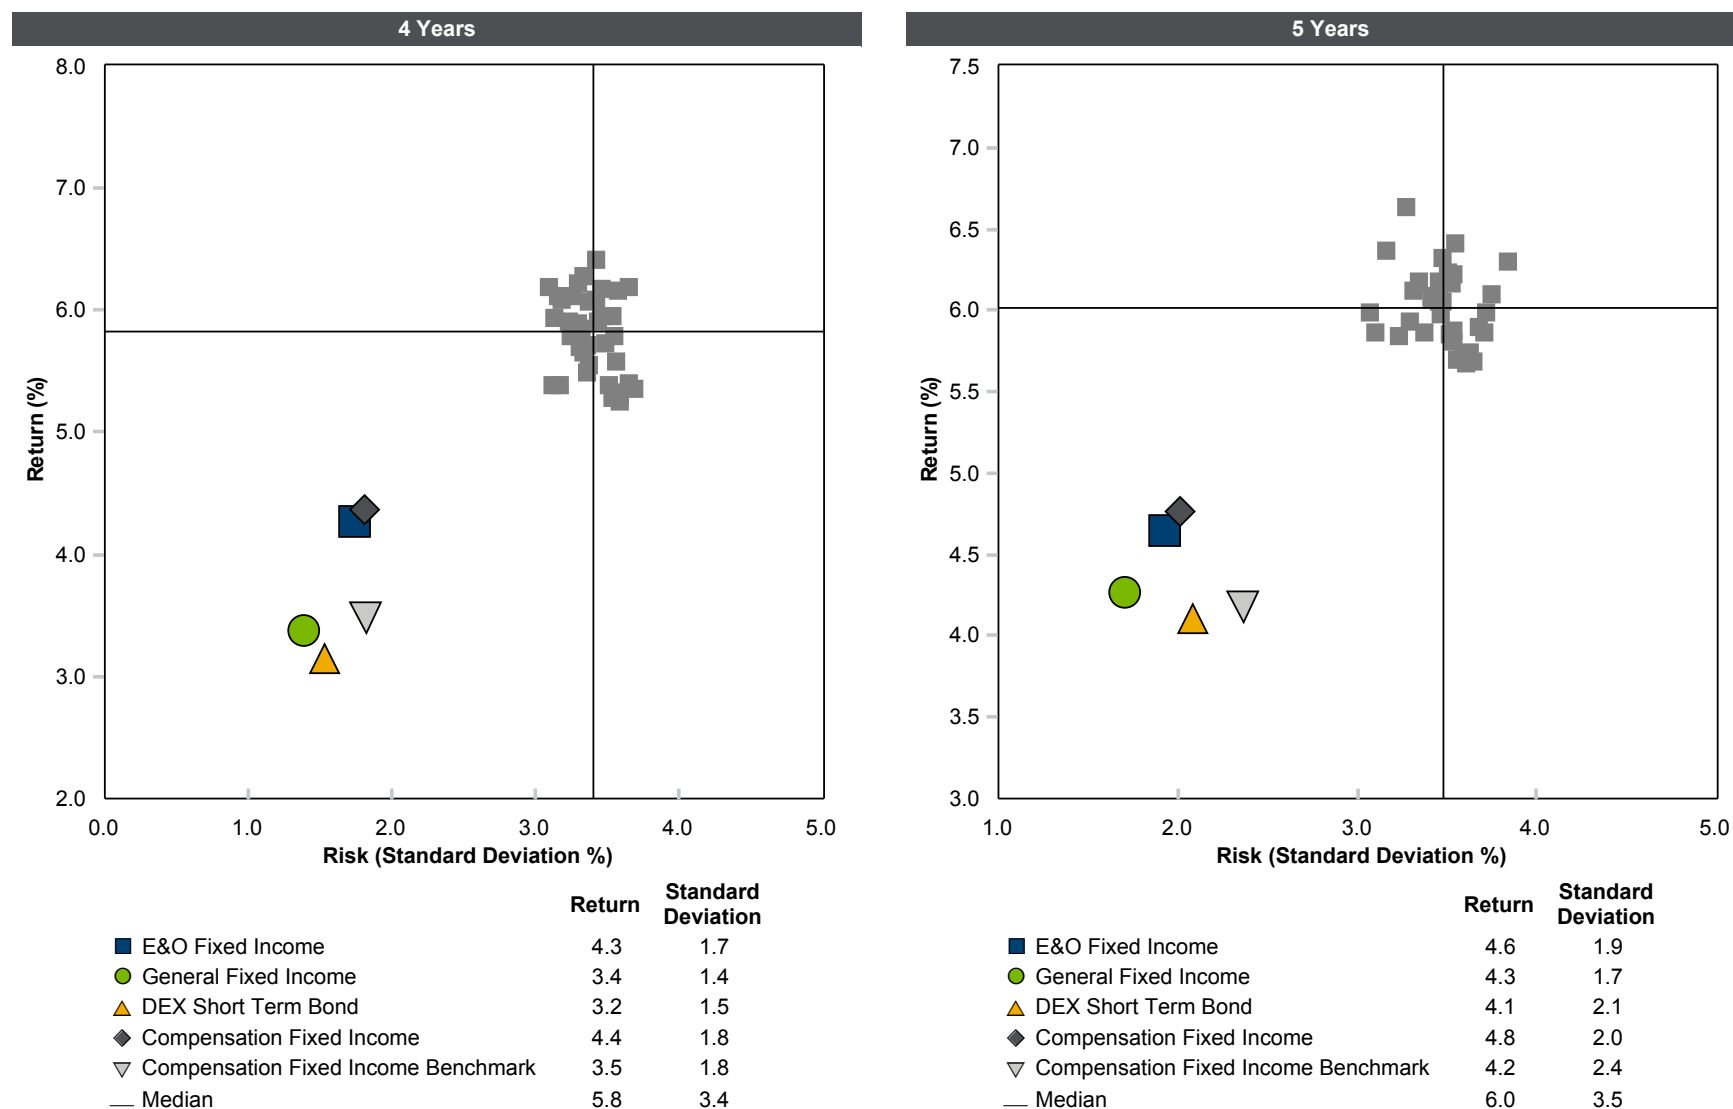 4 Years
8.0
7.0
6.0
5.0
4.0
3.0
2.0
Return (%)
0.0 1.0 2.0 3.0 4.0 5.0
Risk (Standard Deviation %)
Return Standard Deviation
E&O Fixed Income 4.3 1.7
General Fixed Income 3.4 1.4
DEX Short Term Bond 3.2 1.5
Compensation Fixed Income 4.4 1.8
Compensation Fixed Income Benchmark 3.5 1.8
Median 5.8 3.4
5 Years
7.5
7.0
6.5
6.0
5.5
5.0
4.5
4.0
3.5
3.0
Return (%)
1.0 2.0 3.0 4.0 5.0
Risk (Standard Deviation %)
Return Standard Deviation
E&O Fixed Income 4.6 1.9
General Fixed Income 4.3 1.7
DEX Short Term Bond 4.1 2.1
Compensation Fixed Income 4.8 2.0
Compensation Fixed Income Benchmark 4.2 2.4
Median 6.0 3.5